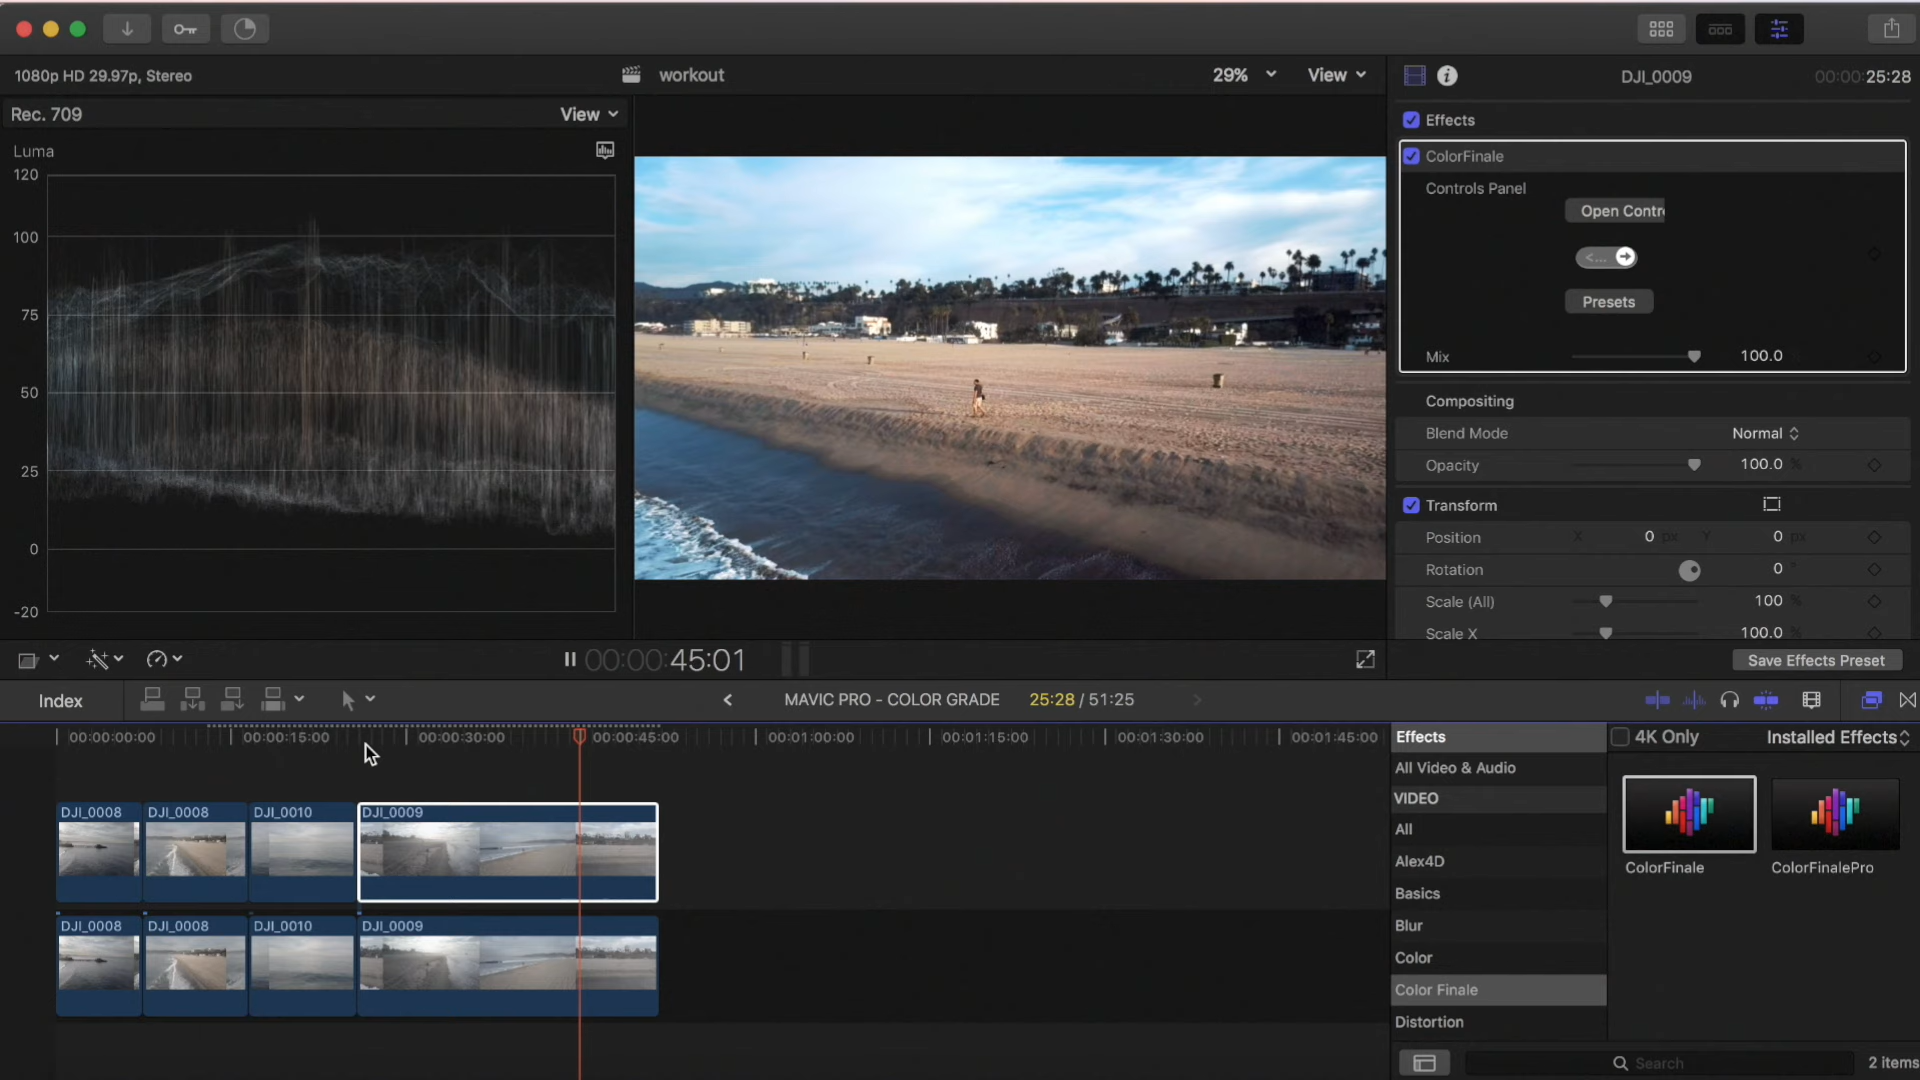 1080p HD 29.97p, Stereo
workout
29%
View
DJI_0009
00:00:25:28
Rec. 709
View
Effects
Luma
ColorFinale
120
Controls Panel
Open Contr
100
<...
Presets
75
Mix
100.0
50
Compositing
Blend Mode
Normal
25
Opacity
100.0 %
Transform
0
Position
X
0 px
Y
0 px
Rotation
0 °
Scale (All)
100 %
-20
Scale X
100.0 %
00:00:45:01
Save Effects Preset
Index
MAVIC PRO - COLOR GRADE
25:28 / 51:25
00:00:00:00
00:00:15:00
00:00:30:00
00:00:45:00
00:01:00:00
00:01:15:00
00:01:30:00
00:01:45:00
Effects
4K Only
Installed Effects
All Video & Audio
VIDEO
DJI_0008
DJI_0008
DJI_0010
DJI_0009
All
Alex4D
ColorFinale
ColorFinalePro
Basics
DJI_0008
DJI_0008
DJI_0010
DJI_0009
Blur
Color
Color Finale
Distortion
Search
2 items